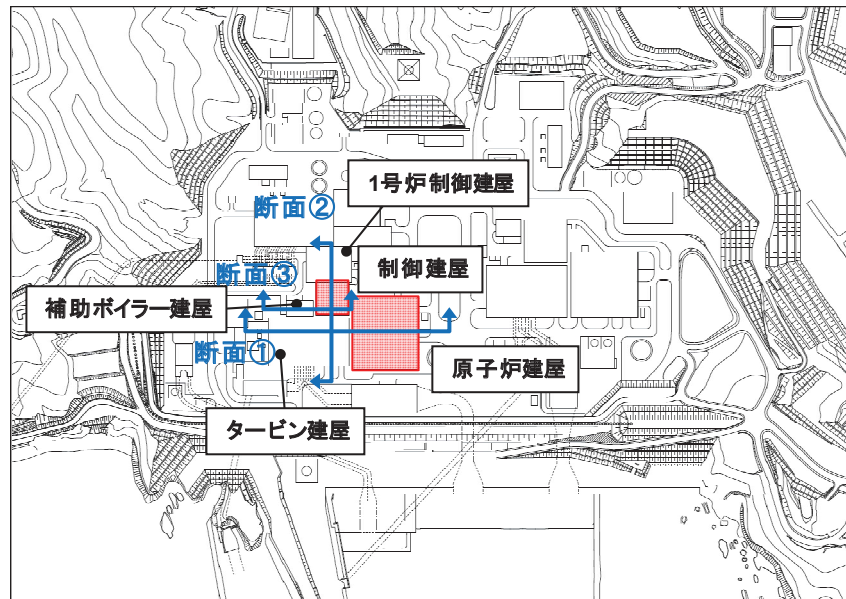 1号炉制御建屋
断面②
制御建屋
断面③
補助ボイラー建屋
断面①
原子炉建屋
タービン建屋